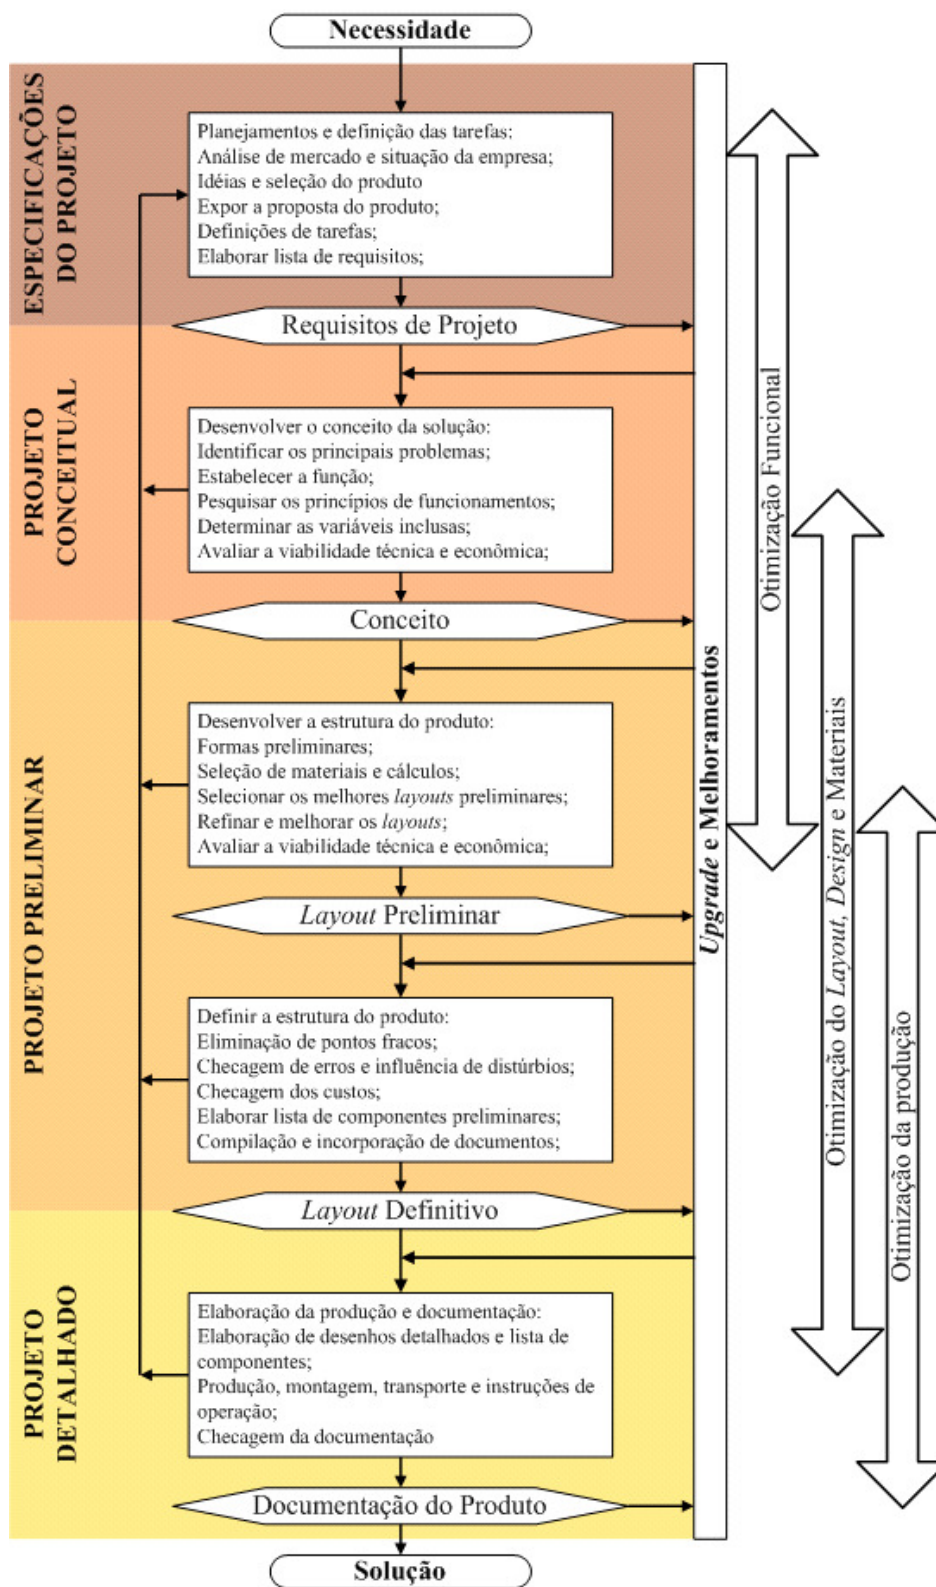 Necessidade
ESPECIFICAÇÕES
DO PROJETO
Planejamentos e definição das tarefas;
Análise de mercado e situação da empresa;
Idéias e seleção do produto
Expor a proposta do produto;
Definições de tarefas;
Elaborar lista de requisitos;
Requisitos de Projeto
PROJETO
CONCEITUAL
Desenvolver o conceito da solução:
Identificar os principais problemas;
Estabelecer a função;
Pesquisar os princípios de funcionamentos;
Determinar as variáveis inclusas;
Avaliar a viabilidade técnica e econômica;
Conceito
PROJETO PRELIMINAR
Desenvolver a estrutura do produto:
Formas preliminares;
Seleção de materiais e cálculos;
Selecionar os melhores layouts preliminares;
Refinar e melhorar os layouts;
Avaliar a viabilidade técnica e econômica;
Layout Preliminar
Definir a estrutura do produto:
Eliminação de pontos fracos;
Checagem de erros e influência de distúrbios;
Checagem dos custos;
Elaborar lista de componentes preliminares;
Compilação e incorporação de documentos;
Layout Definitivo
PROJETO
DETALHADO
Elaboração da produção e documentação:
Elaboração de desenhos detalhados e lista de
componentes;
Produção, montagem, transporte e instruções de
operação;
Checagem da documentação
Documentação do Produto
Solução
Upgrade e Melhoramentos
Otimização Funcional
Otimização do Layout, Design e Materiais
Otimização da produção